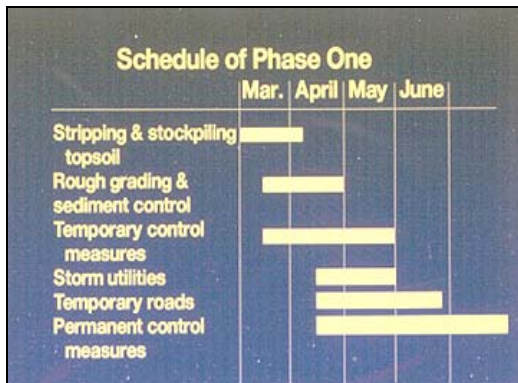 Schedule of Phase One
Mar. April May June
Stripping & stockpiling
topsoil
Rough grading &
sediment control
Temporary control
measures
Storm utilities
Temporary roads
Permanent control
measures